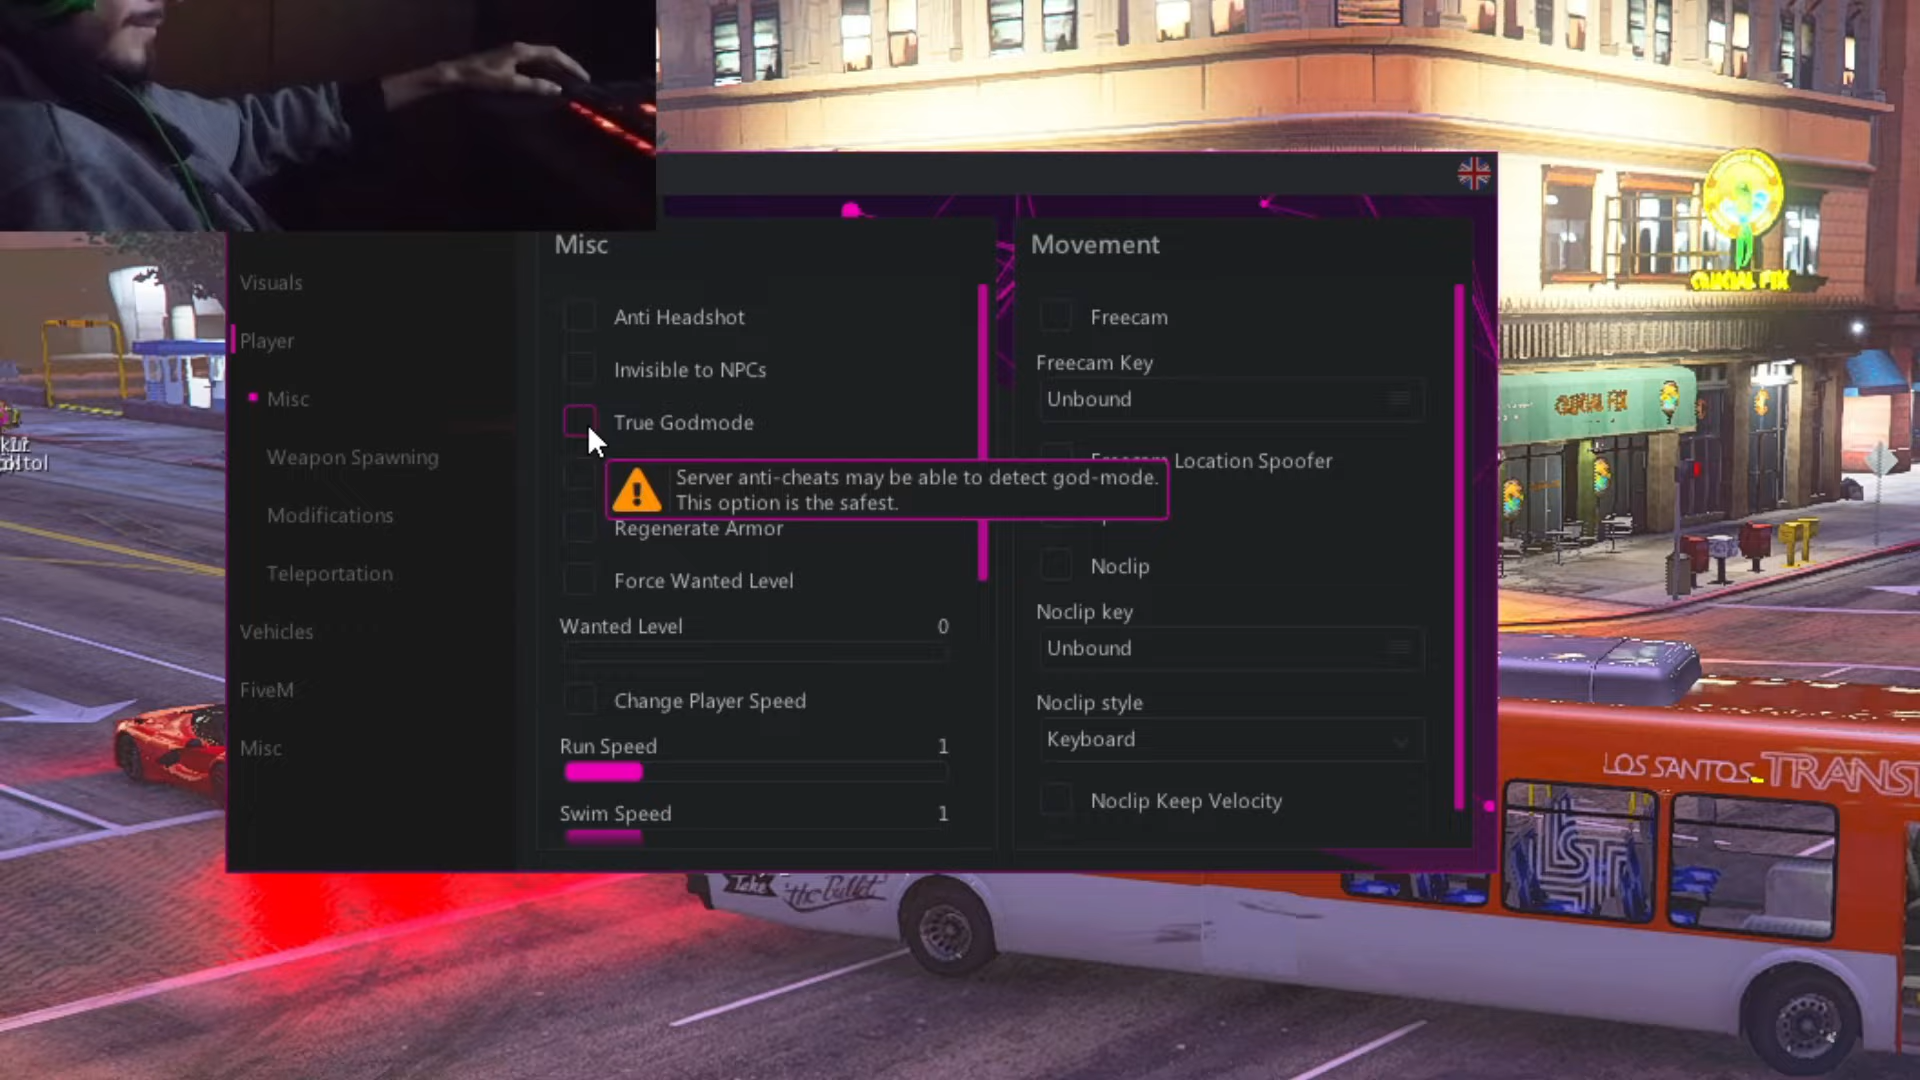 Misc
Movement
Visuals
Player
Misc
Weapon Spawning
Modifications
Teleportation
Vehicles
FiveM
Misc
Anti Headshot
Invisible to NPCs
True Godmode
Server anti-cheats may be able to detect god-mode.
This option is the safest.
Regenerate Armor
Force Wanted Level
Wanted Level 0
Change Player Speed
Run Speed 1
Swim Speed 1
Freecam
Freecam Key
Unbound
Location Spoofer
Noclip
Noclip key
Unbound
Noclip style
Keyboard
Noclip Keep Velocity
LOS SANTOS TRANS
LST
the Bullet